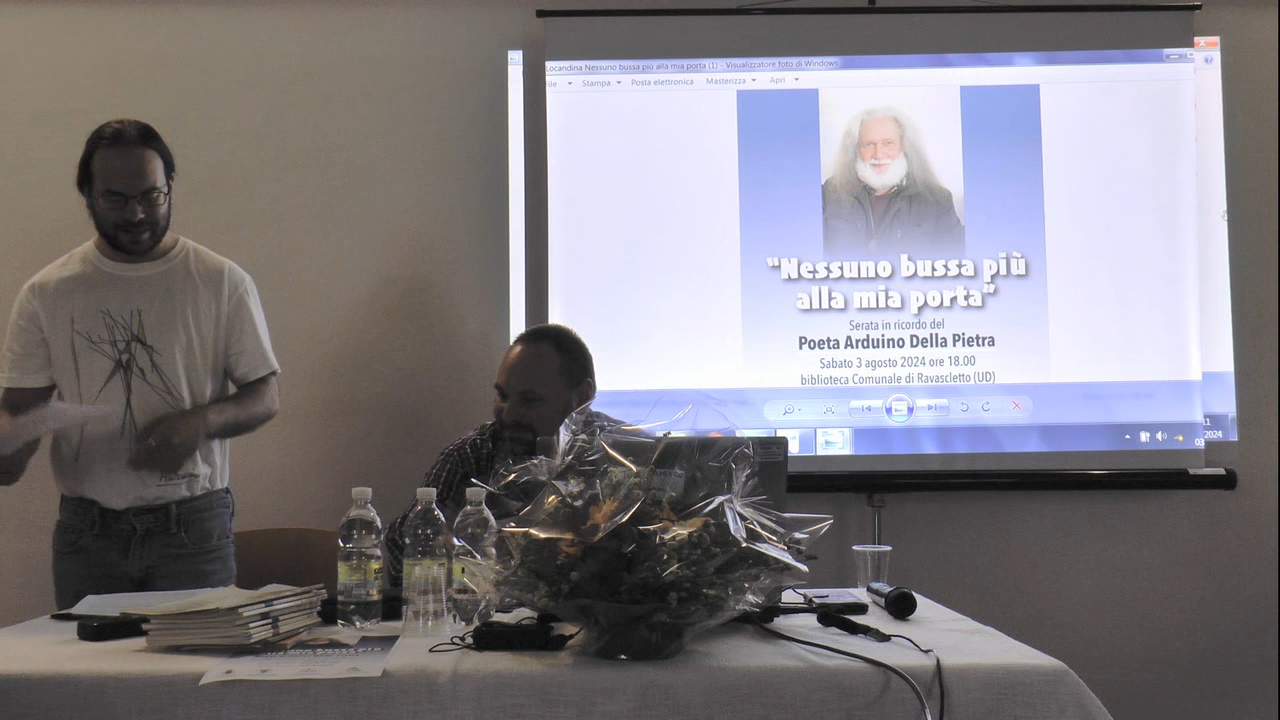 Locandina Nessuno bussa più alla mia porta (1) - Visualizzatore foto di Windows
File Stampa Posta elettronica Masterizza Apri
"Nessuno bussa più
alla mia porta"
Serata in ricordo del
Poeta Arduino Della Pietra
Sabato 3 agosto 2024 ore 18.00
biblioteca Comunale di Ravascletto (UD)